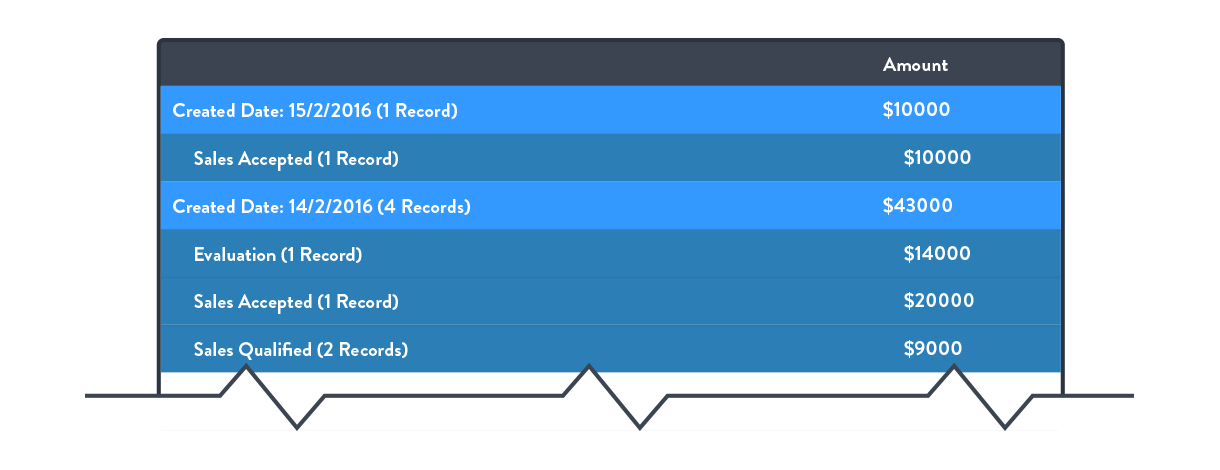 Amount
Created Date: 15/2/2016 (1 Record) $10000
Sales Accepted (1 Record) $10000
Created Date: 14/2/2016 (4 Records) $43000
Evaluation (1 Record) $14000
Sales Accepted (1 Record) $20000
Sales Qualified (2 Records) $9000